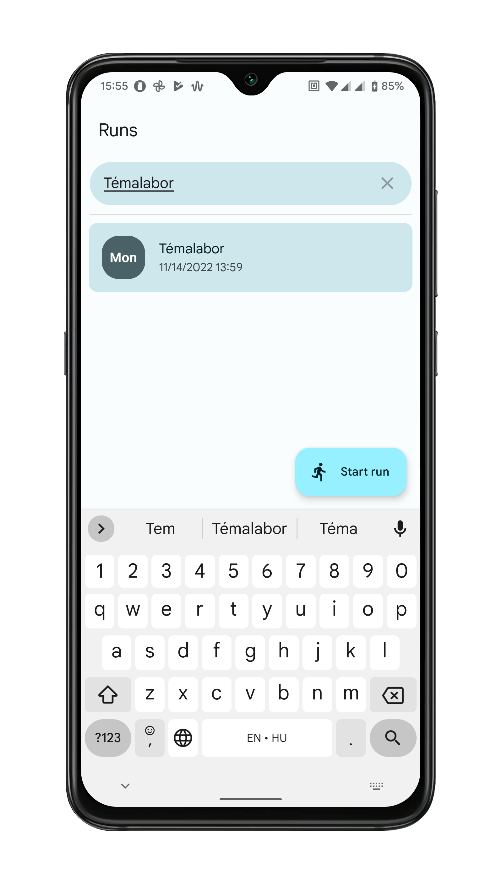 15:55 85%
Runs
Témalabor
Mon
Témalabor
11/14/2022 13:59
Start run
Tem Témalabor Téma
1 2 3 4 5 6 7 8 9 0
q w e r t y u i o p
a s d f g h j k l
z x c v b n m
?123 , EN • HU .